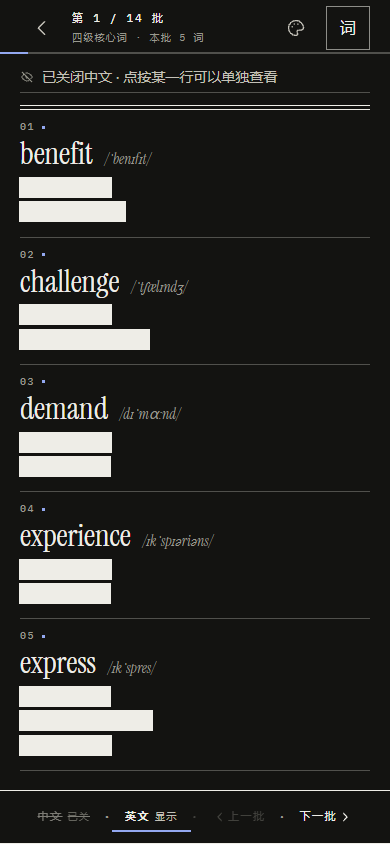 第 1 / 14 批
四级核心词 · 本批 5 词
词
已关闭中文 · 点按某一行可以单独查看
01
benefit /ˈbenɪfɪt/
02
challenge /ˈtʃælɪndʒ/
03
demand /dɪˈmɑːnd/
04
experience /ɪkˈspɪəriəns/
05
express /ɪkˈspres/
中文 已关 · 英文 显示 · 上一批 · 下一批